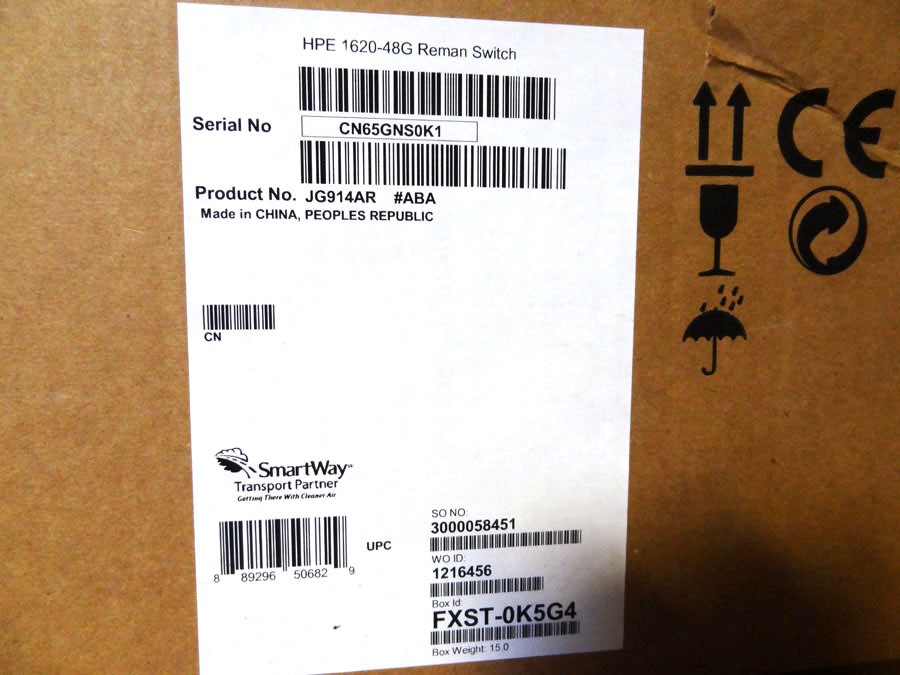 HPE 1620-48G Reman Switch
Serial No CN65GNS0K1
Product No. JG914AR #ABA
Made in CHINA, PEOPLES REPUBLIC
CN
SmartWay
Transport Partner
Getting There With Cleaner Air
8 89296 50682 9
UPC
SO NO:
3000058451
WO ID:
1216456
Box Id:
FXST-0K5G4
Box Weight: 15.0
CE